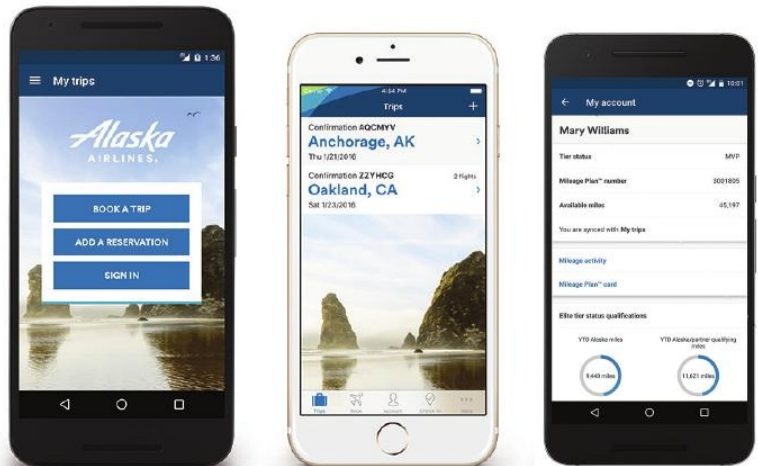 1:36
My trips
Alaska
AIRLINES.
BOOK A TRIP
ADD A RESERVATION
SIGN IN
4:34 PM
Trips
Confirmation AQCMYV
Anchorage, AK
Thu 1/21/2016
Confirmation ZZYHCG 2 flights
Oakland, CA
Sat 1/23/2016
Trips
10:01
My account
Mary Williams
Tier status MVP
Mileage Plan™ number 3001805
Available miles 45,197
You are synced with My trips
Mileage activity
Mileage Plan™ card
Elite tier status qualifications
YTD Alaska miles
YTD Alaska/partner qualifying
miles
9,448 miles
11,621 miles